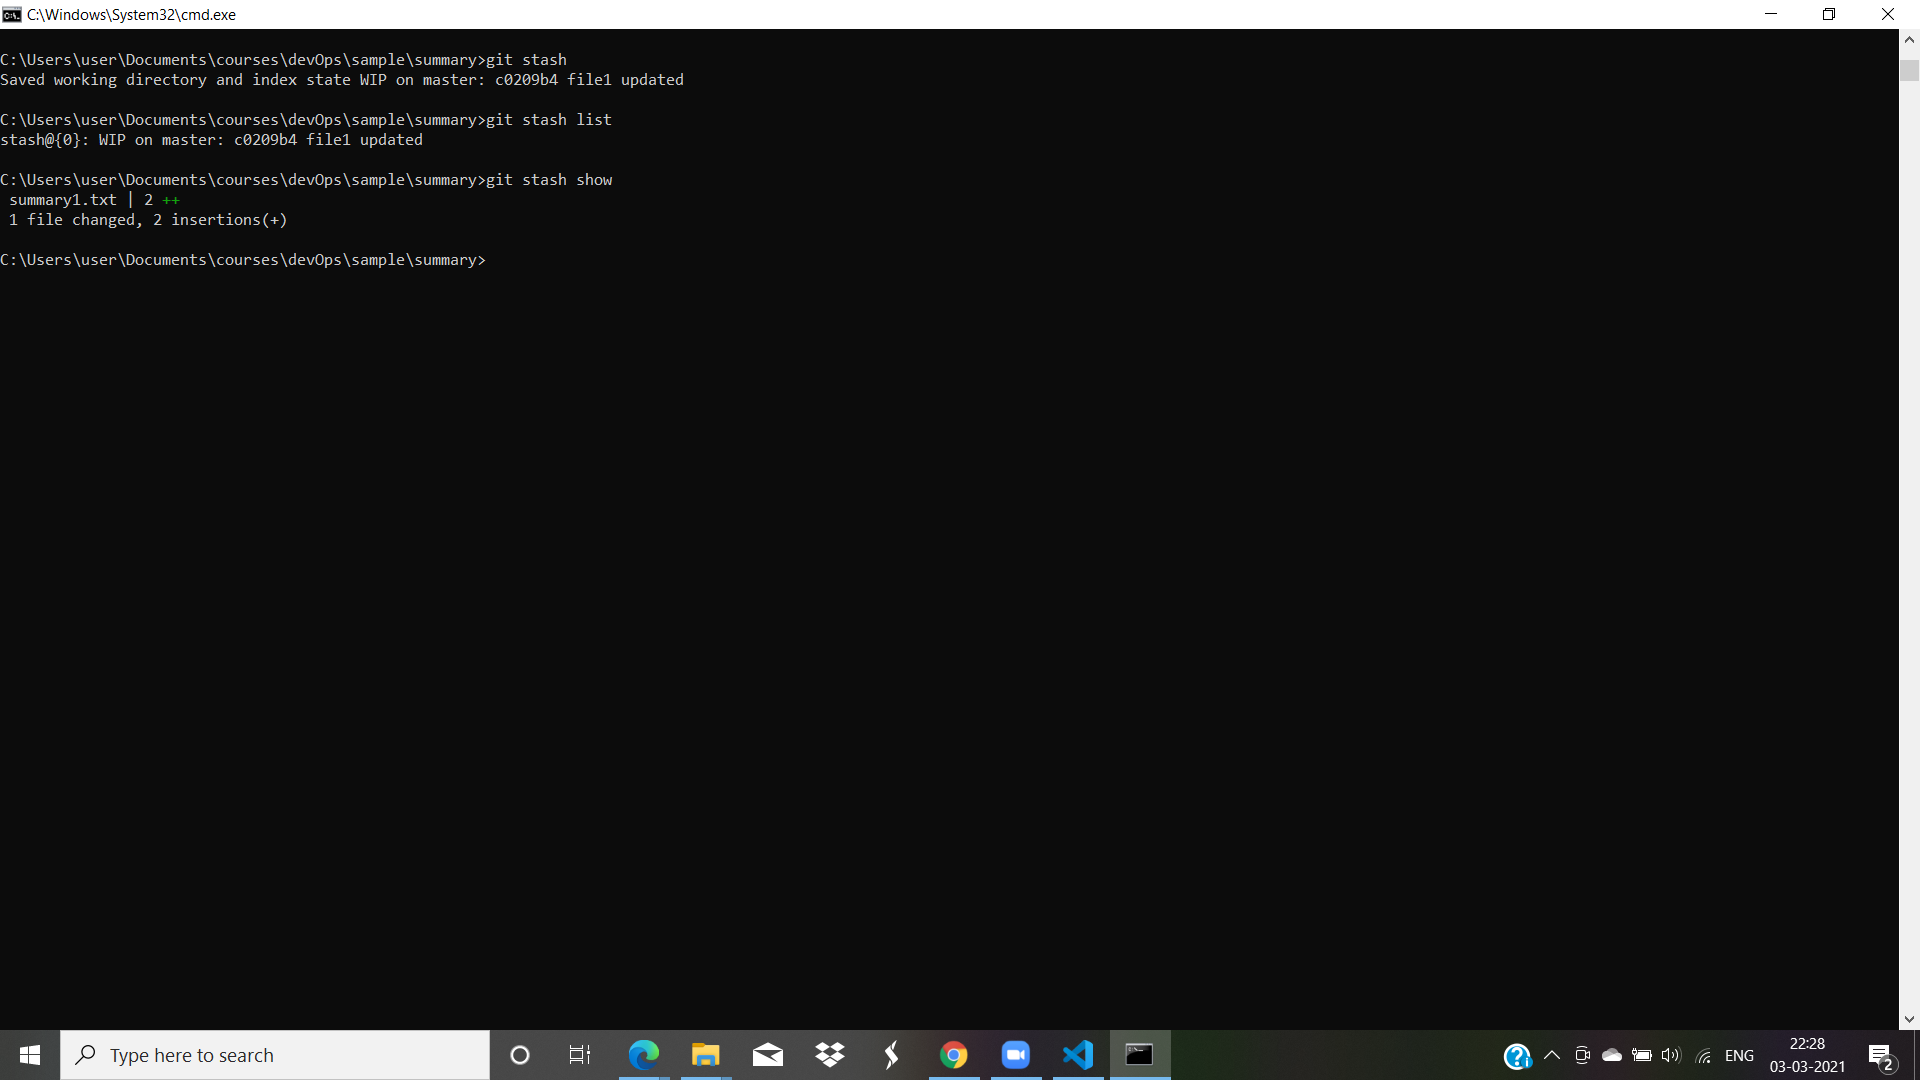 C:\Windows\System32\cmd.exe
C:\Users\user\Documents\courses\devOps\sample\summary>git stash
Saved working directory and index state WIP on master: c0209b4 file1 updated
C:\Users\user\Documents\courses\devOps\sample\summary>git stash list
stash@{0}: WIP on master: c0209b4 file1 updated
C:\Users\user\Documents\courses\devOps\sample\summary>git stash show
 summary1.txt | 2 ++
 1 file changed, 2 insertions(+)
C:\Users\user\Documents\courses\devOps\sample\summary>
Type here to search
ENG
22:28
03-03-2021
2